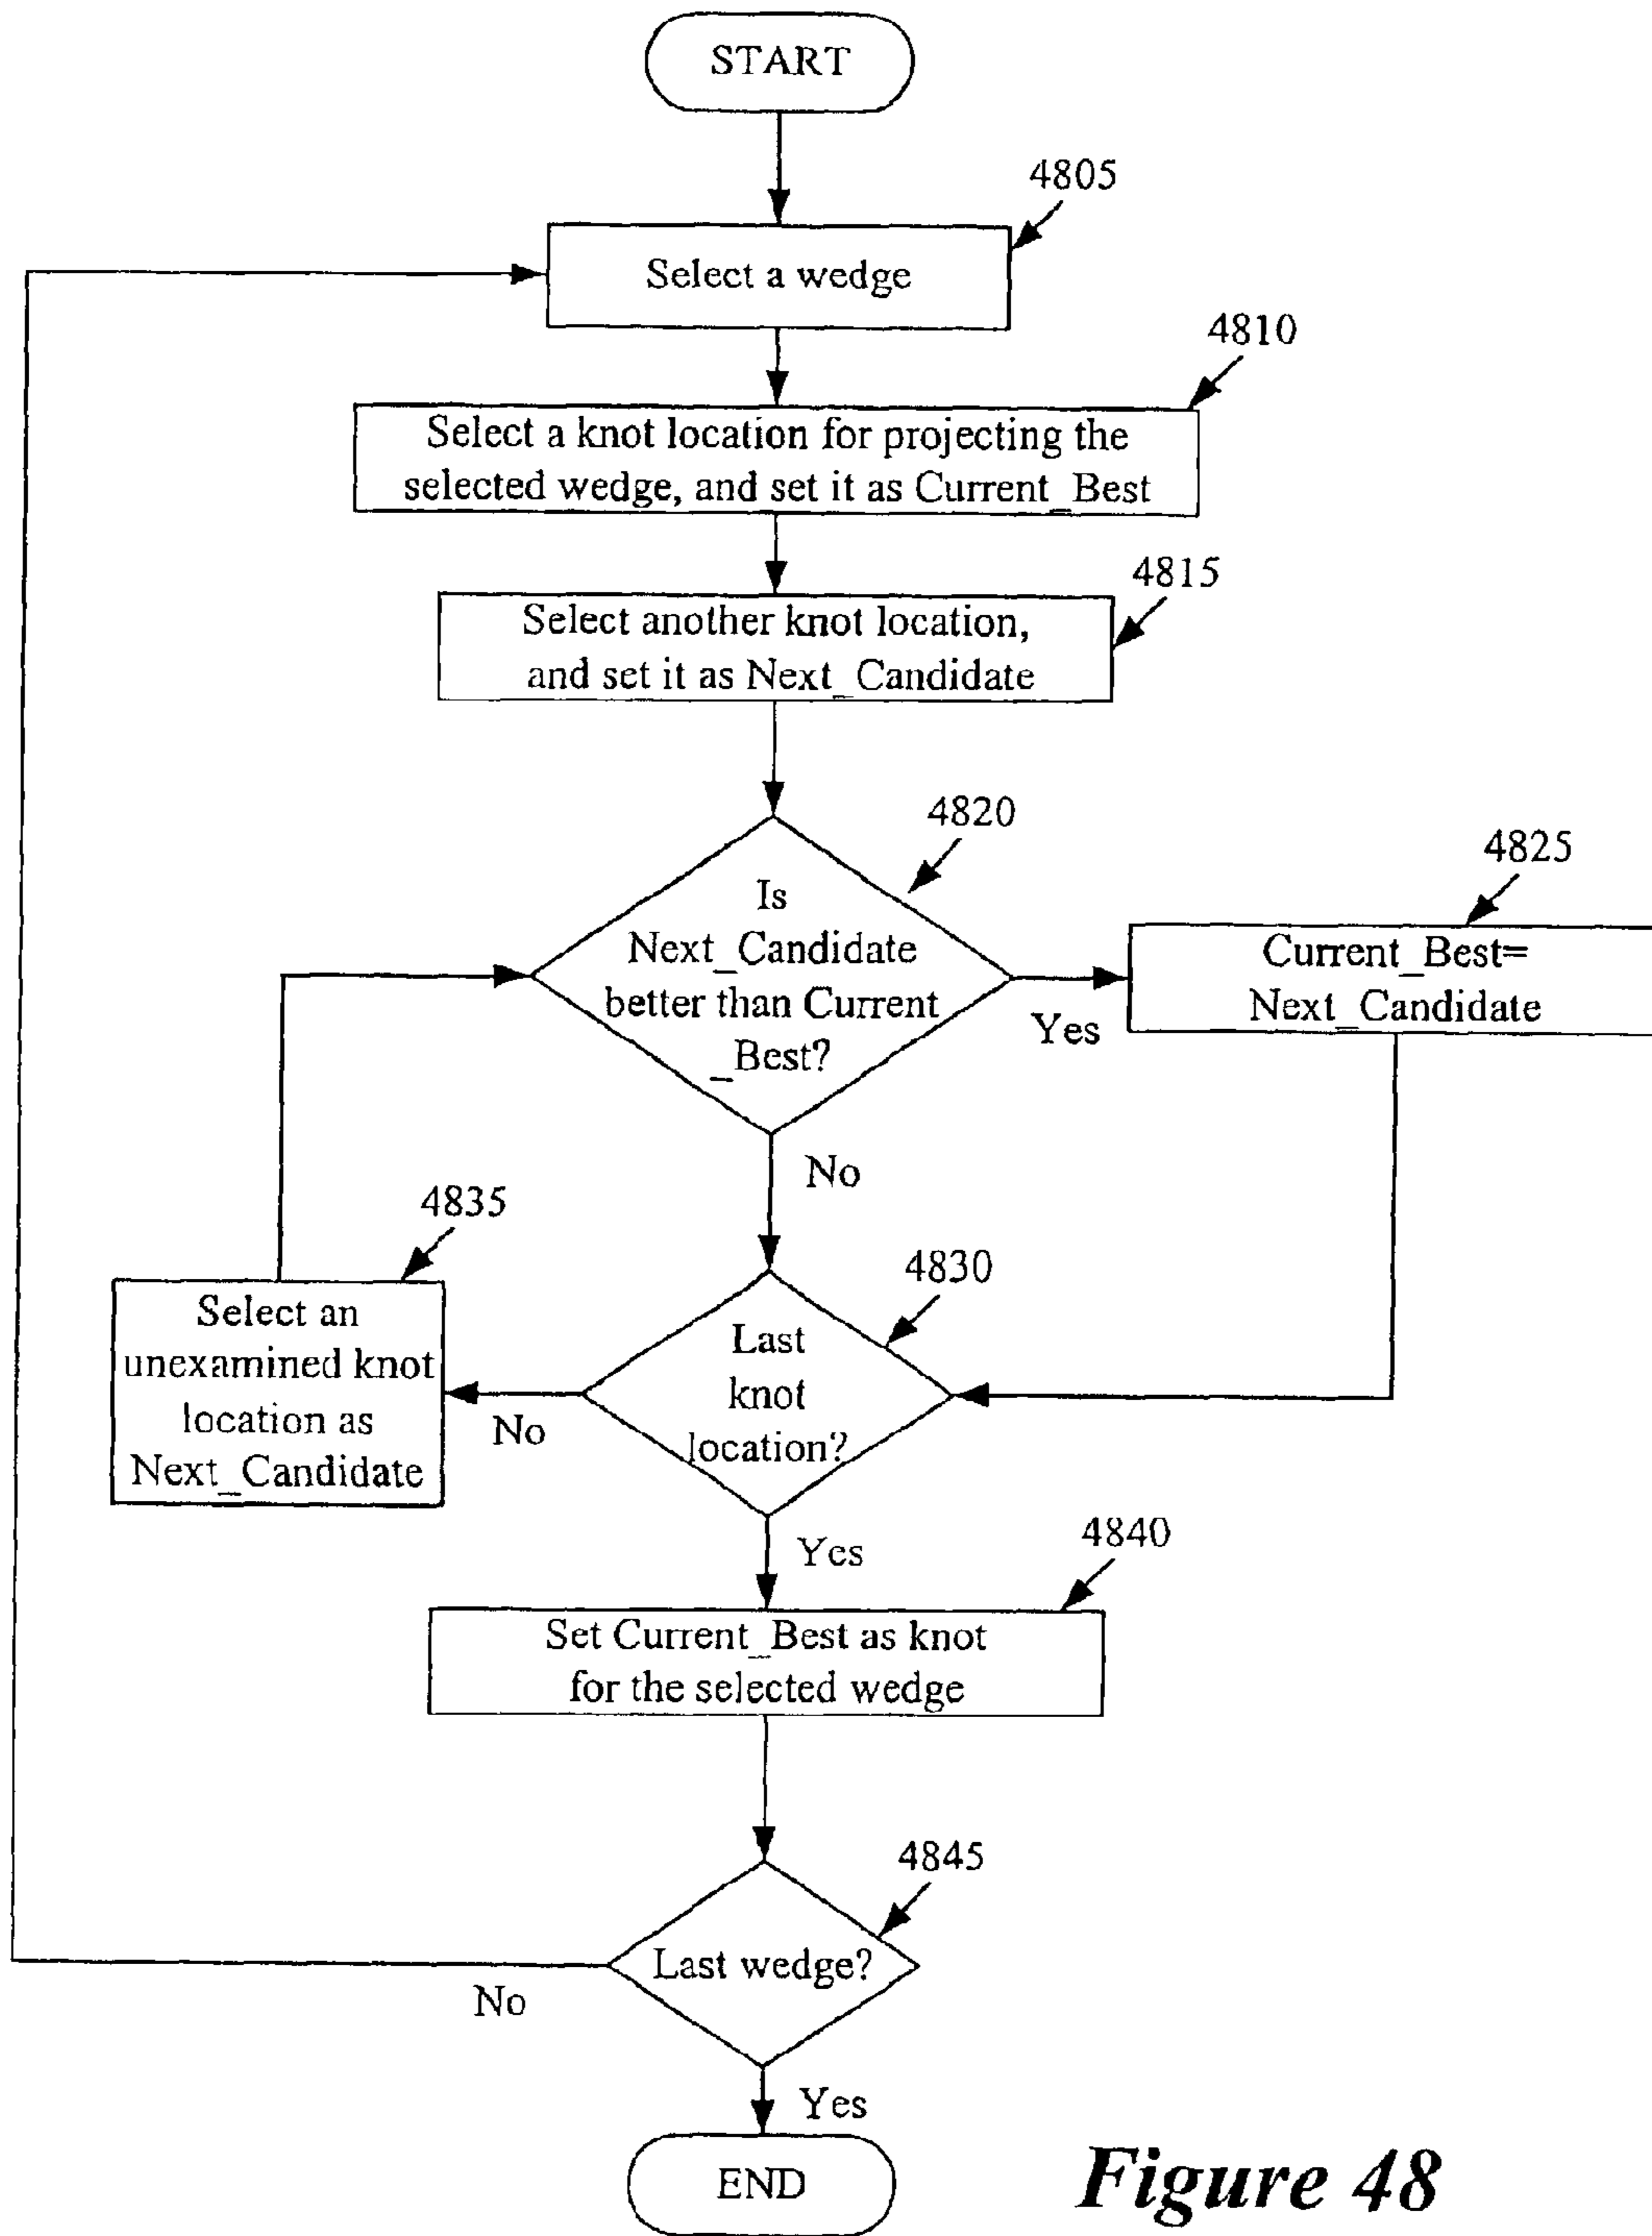 START
4805
Select a wedge
4810
Select a knot location for projecting the
selected wedge, and set it as Current_Best
4815
Select another knot location,
and set it as Next_Candidate
4820
Is
Next_Candidate
better than Current
_Best?
Yes
4825
Current_Best=
Next_Candidate
No
4835
Select an
unexamined knot
location as
Next_Candidate
4830
Last
knot
location?
No
Yes
4840
Set Current_Best as knot
for the selected wedge
4845
Last wedge?
No
Yes
END
Figure 48